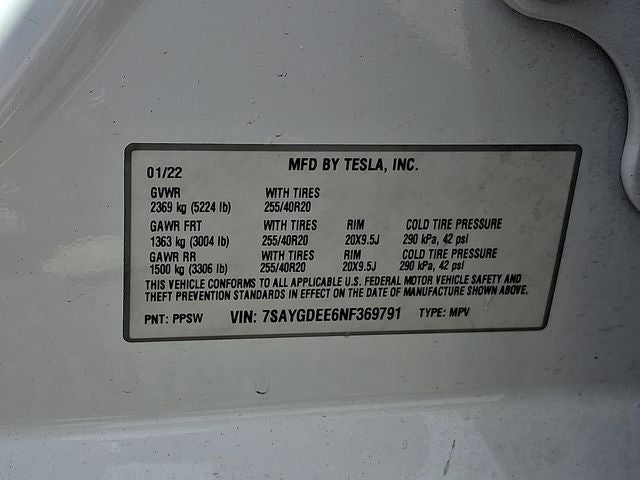 01/22 MFD BY TESLA, INC.
GVWR WITH TIRES
2369 kg (5224 lb) 255/40R20
GAWR FRT WITH TIRES RIM COLD TIRE PRESSURE
1363 kg (3004 lb) 255/40R20 20X9.5J 290 kPa, 42 psi
GAWR RR WITH TIRES RIM COLD TIRE PRESSURE
1500 kg (3306 lb) 255/40R20 20X9.5J 290 kPa, 42 psi
THIS VEHICLE CONFORMS TO ALL APPLICABLE U.S. FEDERAL MOTOR VEHICLE SAFETY AND
THEFT PREVENTION STANDARDS IN EFFECT ON THE DATE OF MANUFACTURE SHOWN ABOVE.
PNT: PPSW VIN: 7SAYGDEE6NF369791 TYPE: MPV